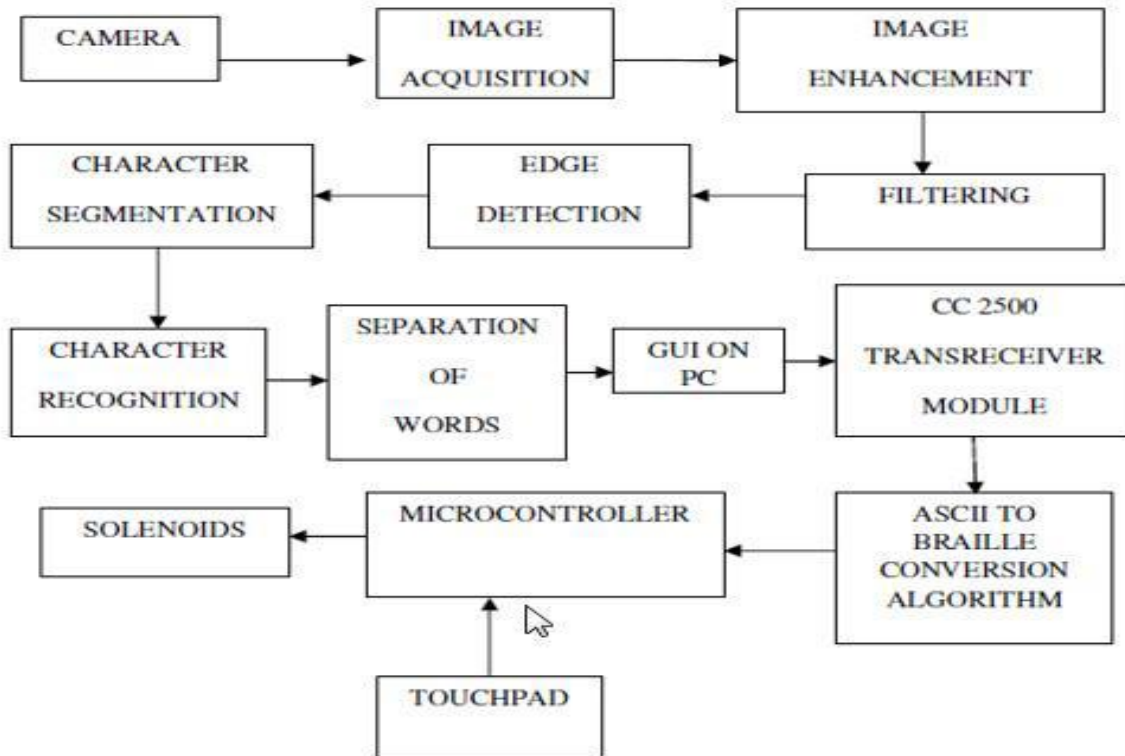 CAMERA
IMAGE
ACQUISITION
IMAGE
ENHANCEMENT
CHARACTER
SEGMENTATION
EDGE
DETECTION
FILTERING
CHARACTER
RECOGNITION
SEPARATION
OF
WORDS
GUI ON
PC
CC 2500
TRANSRECEIVER
MODULE
SOLENOIDS
MICROCONTROLLER
ASCII TO
BRAILLE
CONVERSION
ALGORITHM
TOUCHPAD